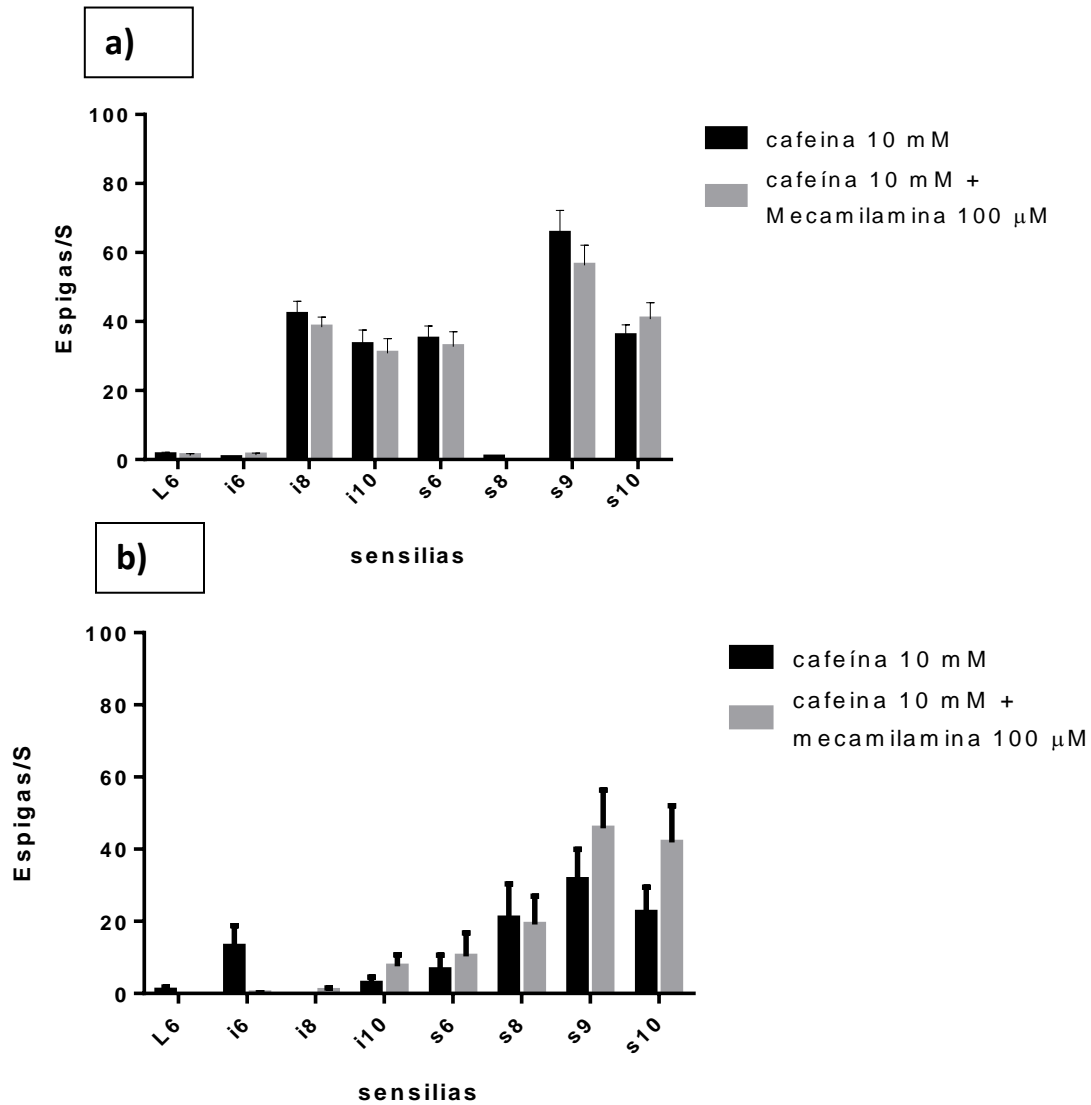 a)
100
80
60
40
20
0
Espigas/S
cafeina 10 mM
cafeína 10 mM +
Mecamilamina 100 μM
L6 i6 i8 i10 s6 s8 s9 s10
sensilias
b)
100
80
60
40
20
0
Espigas/S
cafeína 10 mM
cafeina 10 mM +
mecamilamina 100 μM
L6 i6 i8 i10 s6 s8 s9 s10
sensilias